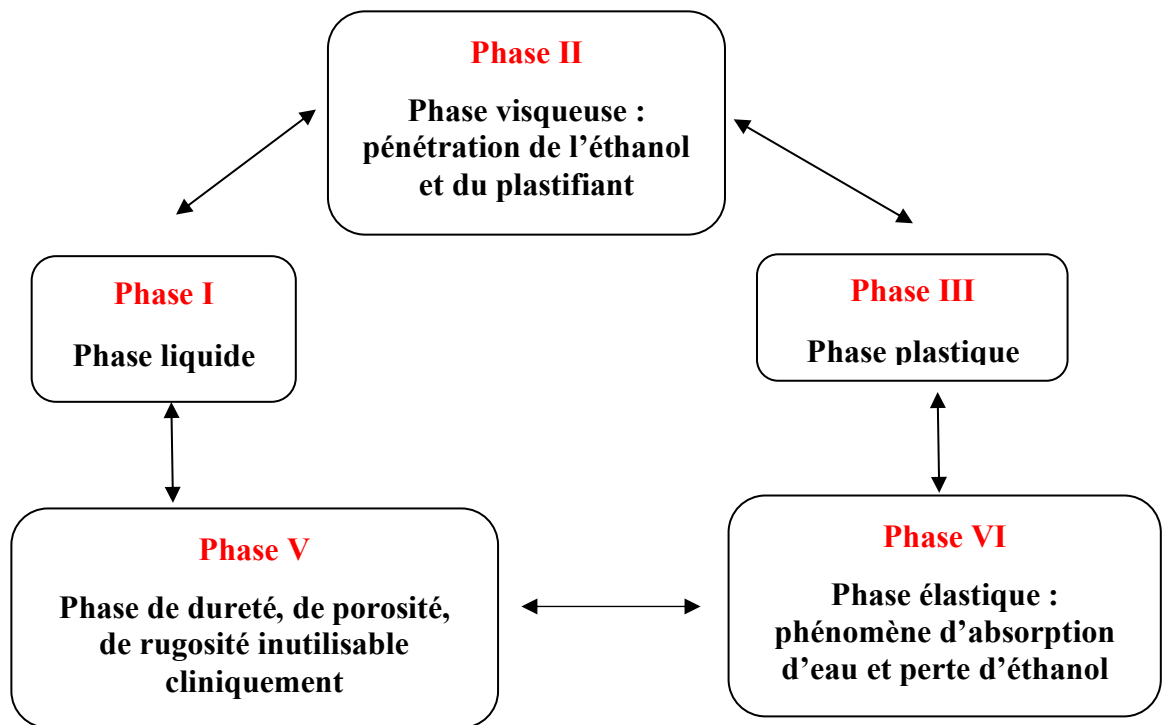 Phase II
Phase visqueuse :
pénétration de l’éthanol
et du plastifiant
Phase I
Phase liquide
Phase III
Phase plastique
Phase V
Phase de dureté, de porosité,
de rugosité inutilisable
cliniquement
Phase VI
Phase élastique :
phénomène d’absorption
d’eau et perte d’éthanol